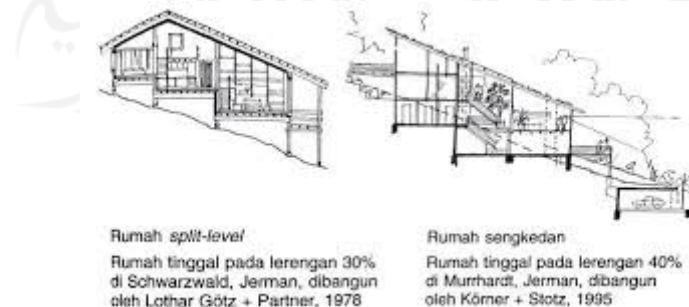 Rumah split-level
Rumah tinggal pada lerengan 30%
di Schwarzwald, Jerman, dibangun
oleh Lothar Götz + Partner, 1978
Rumah sengkedan
Rumah tinggal pada lerengan 40%
di Murrhardt, Jerman, dibangun
oleh Körner + Stotz, 1995